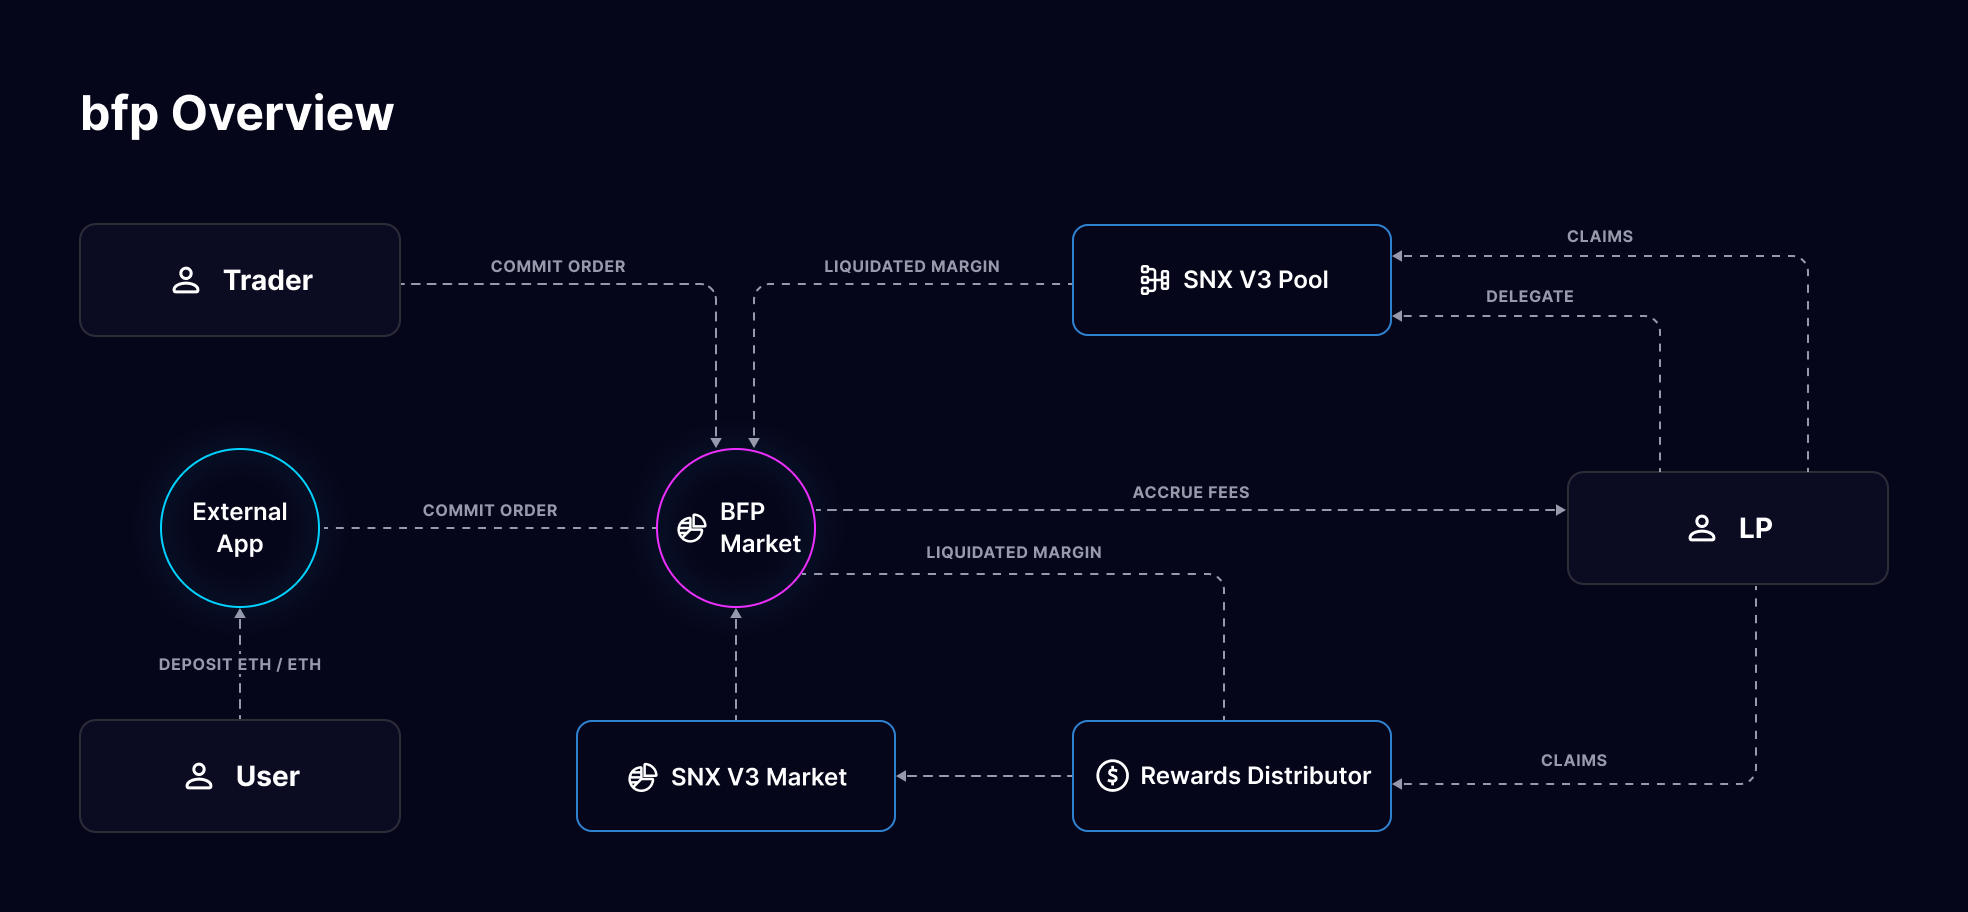 bfp Overview
CLAIMS
COMMIT ORDER
LIQUIDATED MARGIN
Trader
SNX V3 Pool
DELEGATE
External
App
COMMIT ORDER
BFP
Market
ACCRUE FEES
LP
LIQUIDATED MARGIN
DEPOSIT ETH / ETH
User
SNX V3 Market
Rewards Distributor
CLAIMS